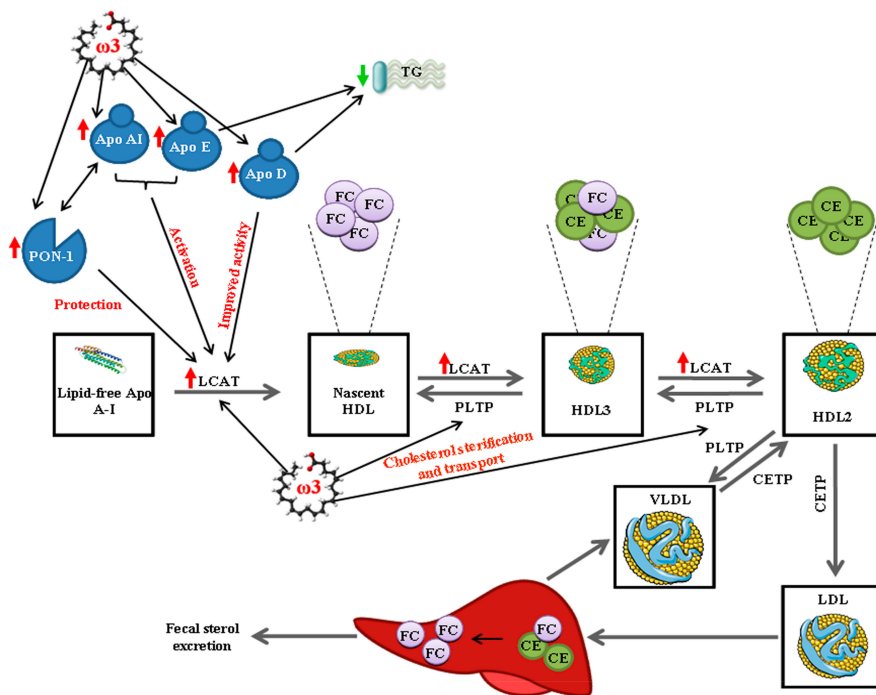 ω3
TG
Apo AI
Apo E
Apo D
PON-1
Activation
Improved activity
Protection
FC
FC
FC
FC
CE
FC
CE
CE
FC
CE
CE
CE
CE
Lipid-free Apo
A-I
LCAT
Nascent
HDL
LCAT
PLTP
HDL3
LCAT
PLTP
HDL2
Cholesterol sterification
and transport
ω3
PLTP
CETP
CETP
VLDL
LDL
Fecal sterol
excretion
FC
FC
FC
FC
CE
CE